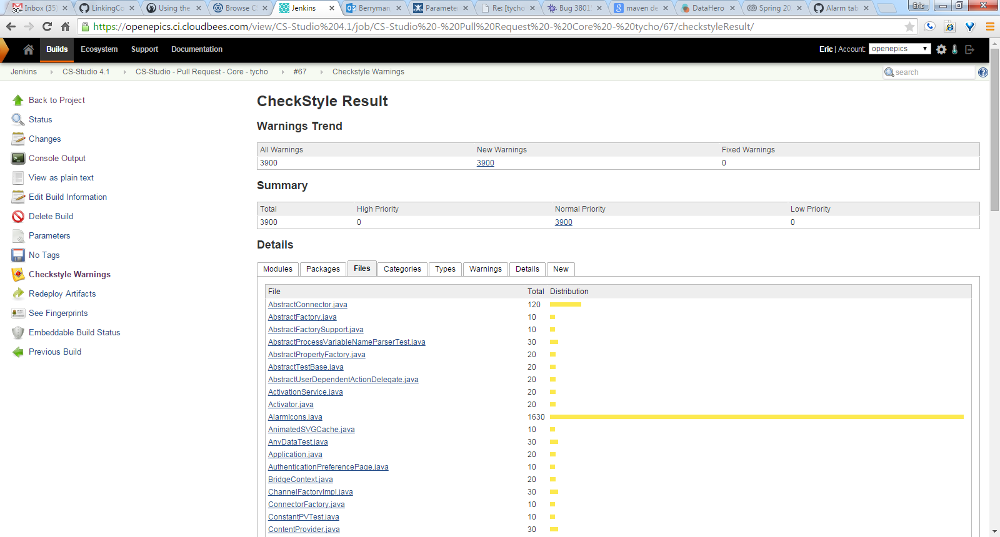 Inbox (35)
30+
LinkingCo
Using the
Browse C
Jenkins
Berryman
Paramete
Re: [tycho
Bug 3801
maven de
DataHero
Spring 20
Alarm tab
Eric
https://openepics.ci.cloudbees.com/view/CS-Studio%204.1/job/CS-Studio%20-%20Pull%20Request%20-%20Core%20-%20tycho/67/checkstyleResult/
Builds Ecosystem Support Documentation
Eric | Account: openepics
Jenkins CS-Studio 4.1 CS-Studio - Pull Request - Core - tycho #67 Checkstyle Warnings
search
?
Back to Project
Status
Changes
Console Output
View as plain text
Edit Build Information
Delete Build
Parameters
No Tags
Checkstyle Warnings
Redeploy Artifacts
See Fingerprints
Embeddable Build Status
Previous Build
CheckStyle Result
Warnings Trend
All Warnings New Warnings Fixed Warnings
3900 3900 0
Summary
Total High Priority Normal Priority Low Priority
3900 0 3900 0
Details
Modules Packages Files Categories Types Warnings Details New
File Total Distribution
AbstractConnector.java 120
AbstractFactory.java 10
AbstractFactorySupport.java 10
AbstractProcessVariableNameParserTest.java 30
AbstractPropertyFactory.java 20
AbstractTestBase.java 20
AbstractUserDependentActionDelegate.java 20
ActivationService.java 20
Activator.java 20
AlarmIcons.java 1630
AnimatedSVGCache.java 10
AnyDataTest.java 30
Application.java 20
AuthenticationPreferencePage.java 10
BridgeContext.java 20
ChannelFactoryImpl.java 30
ConnectorFactory.java 10
ConstantPVTest.java 10
ContentProvider.java 30